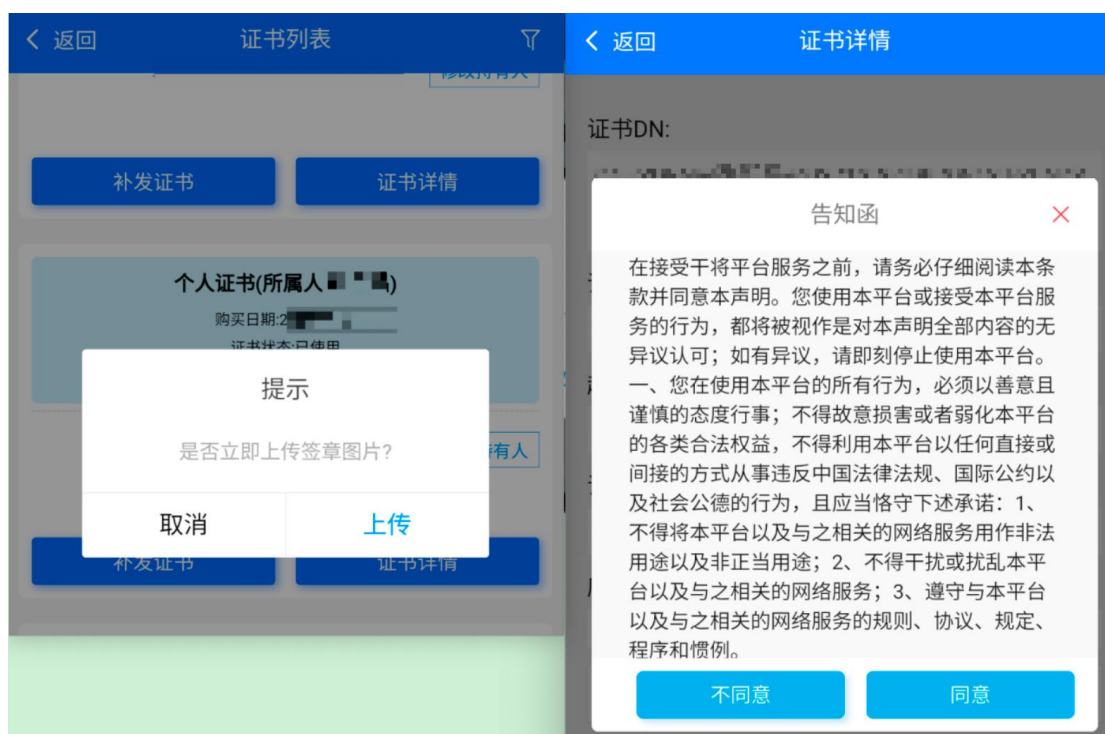 返回
证书列表
修改持有人
补发证书
证书详情
个人证书(所属人
)
购买日期:2
证书状态:已使用
提示
是否立即上传签章图片?
持有人
取消
上传
补发证书
证书详情
返回
证书详情
证书DN:
告知函
在接受干将平台服务之前，请务必仔细阅读本条
款并同意本声明。您使用本平台或接受本平台服
务的行为，都将被视作是对本声明全部内容的无
异议认可；如有异议，请即刻停止使用本平台。
一、您在使用本平台的所有行为，必须以善意且
谨慎的态度行事；不得故意损害或者弱化本平台
的各类合法权益，不得利用本平台以任何直接或
间接的方式从事违反中国法律法规、国际公约以
及社会公德的行为，且应当恪守下述承诺：1、
不得将本平台以及与之相关的网络服务用作非法
用途以及非正当用途；2、不得干扰或扰乱本平
台以及与之相关的网络服务；3、遵守与本平台
以及与之相关的网络服务的规则、协议、规定、
程序和惯例。
不同意
同意